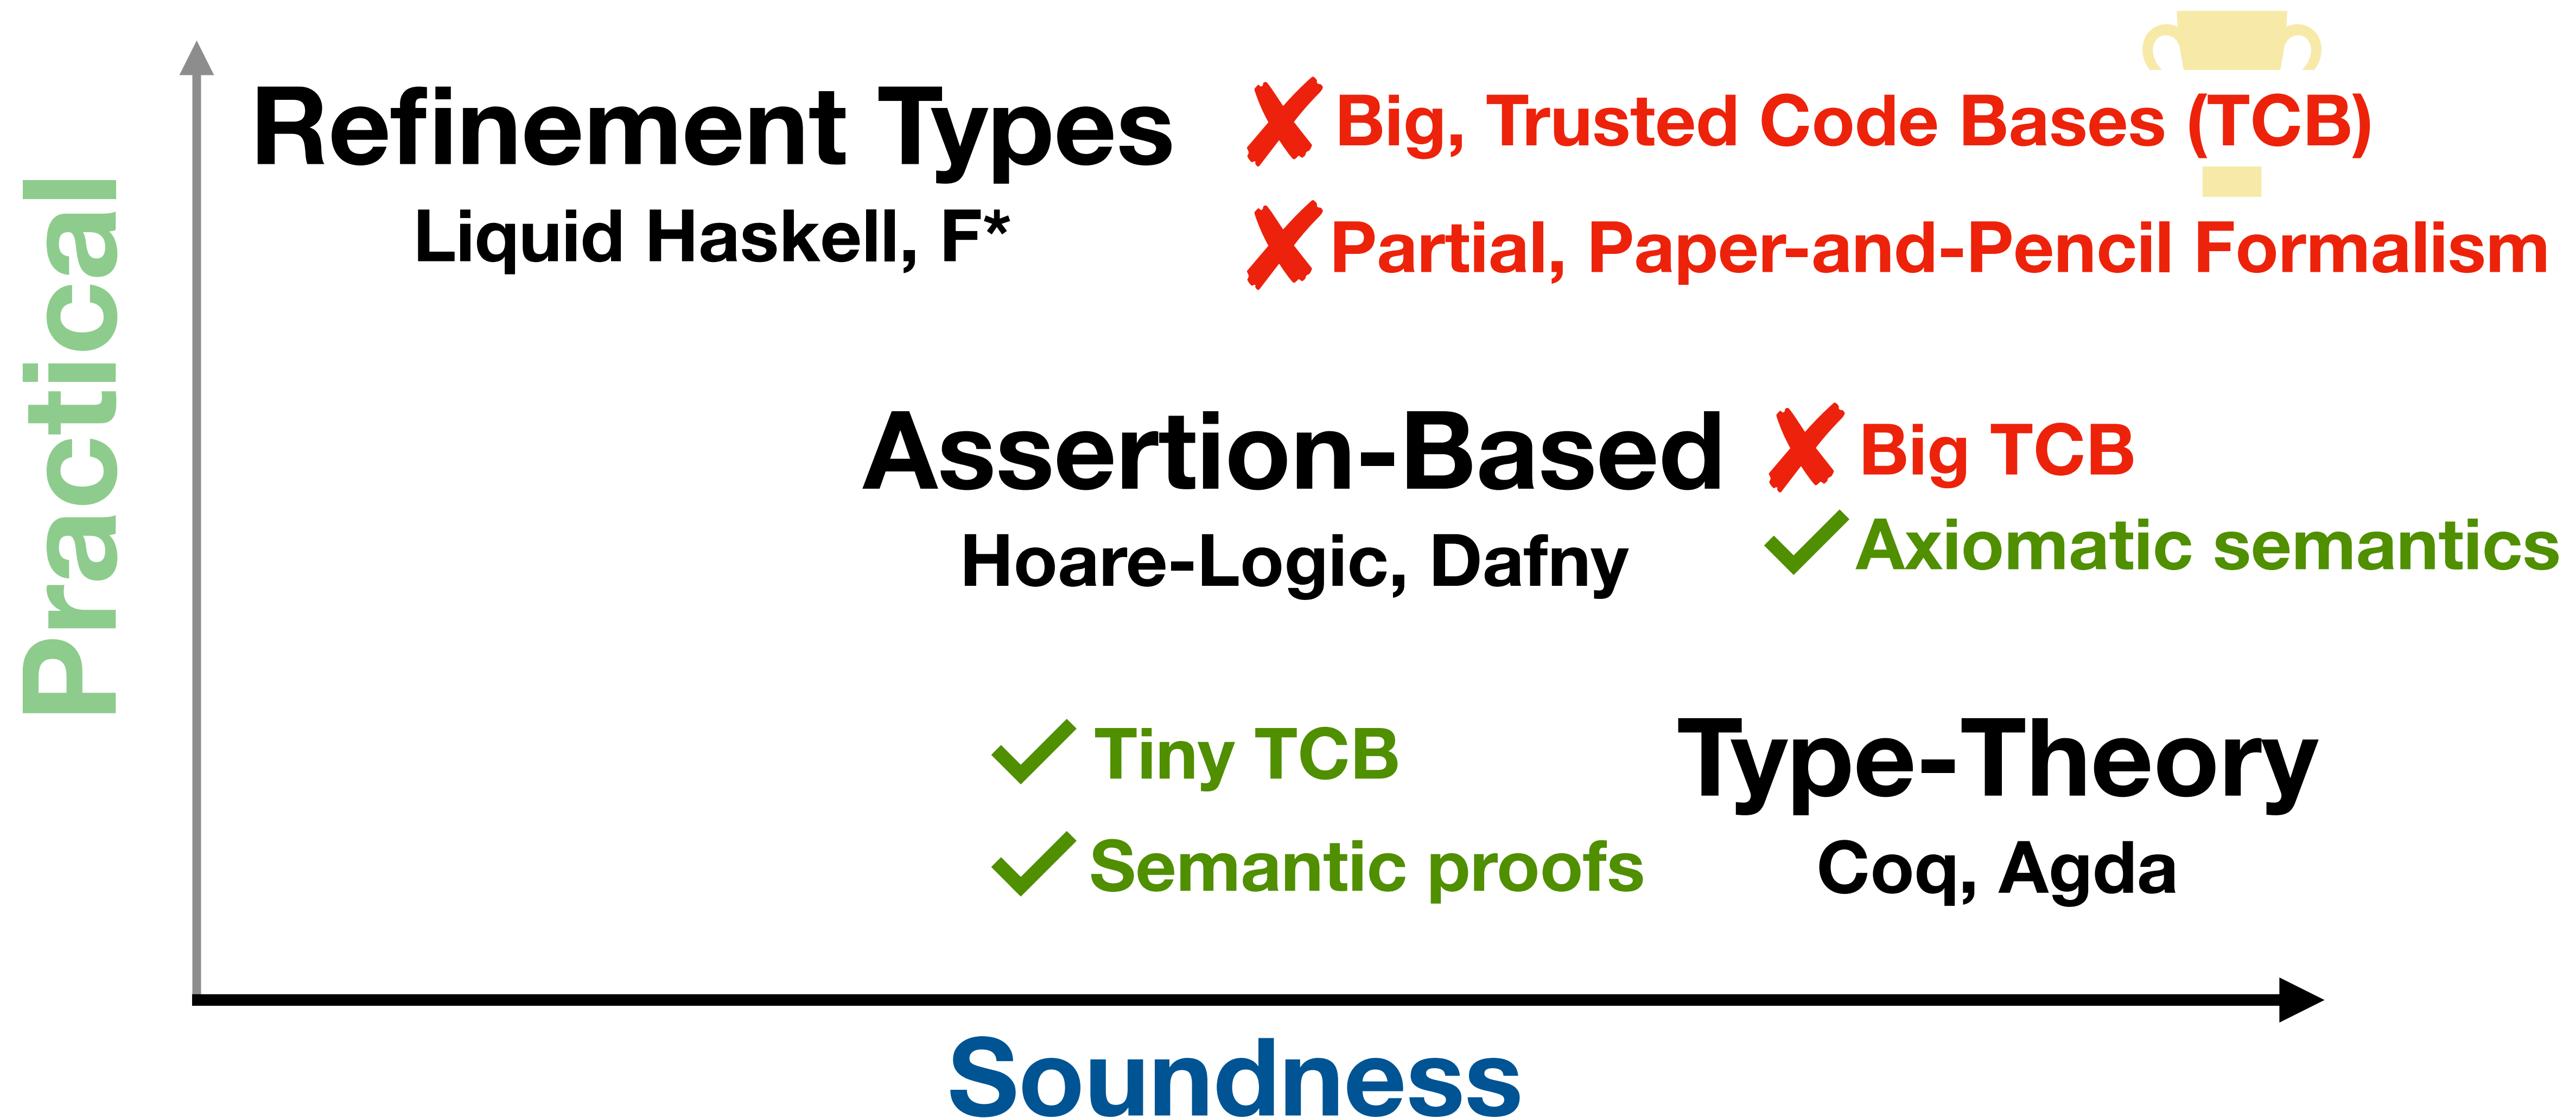 Practical
Refinement Types
Liquid Haskell, F*
✘ Big, Trusted Code Bases (TCB)
✘ Partial, Paper-and-Pencil Formalism
Assertion-Based
Hoare-Logic, Dafny
✘ Big TCB
✓ Axiomatic semantics
✓ Tiny TCB
✓ Semantic proofs
Type-Theory
Coq, Agda
Soundness